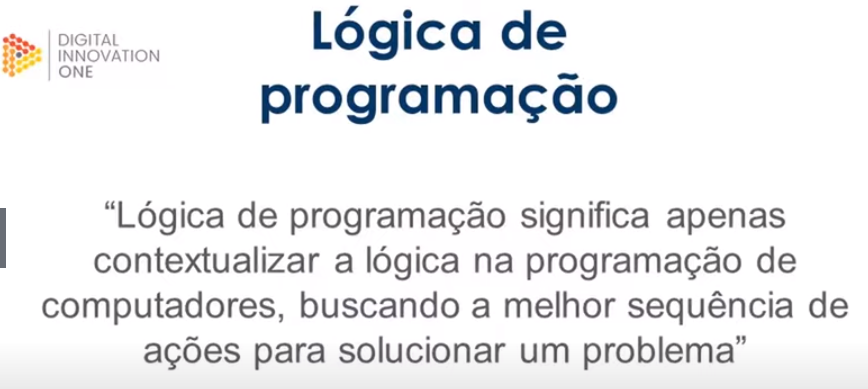 DIGITAL
INNOVATION
ONE
Lógica de
programação
“Lógica de programação significa apenas
contextualizar a lógica na programação de
computadores, buscando a melhor sequência de
ações para solucionar um problema”